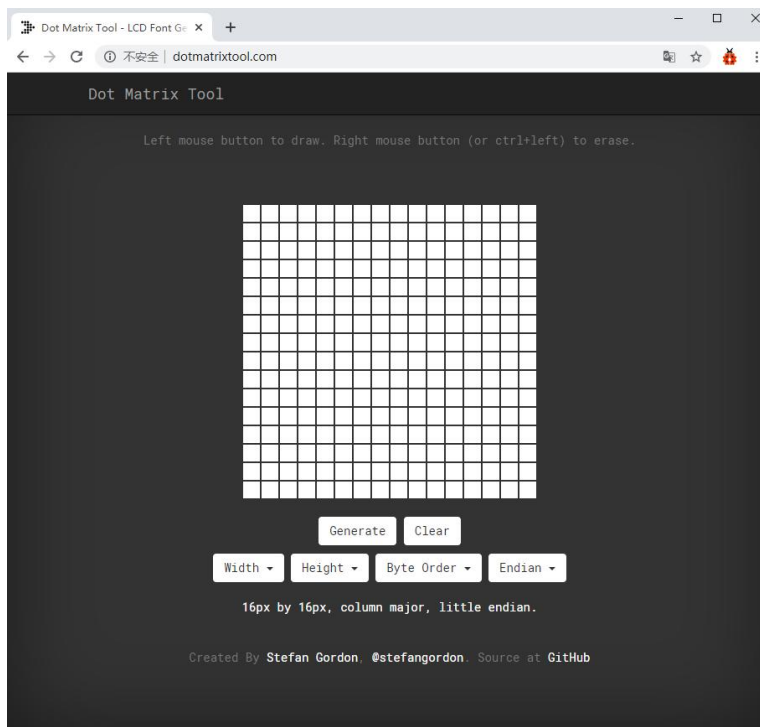 Dot Matrix Tool - LCD Font Ge
不安全 | dotmatrixtool.com
Dot Matrix Tool
Left mouse button to draw. Right mouse button (or ctrl+left) to erase.
Generate Clear
Width Height Byte Order Endian
16px by 16px, column major, little endian.
Created By Stefan Gordon, @stefangordon. Source at GitHub